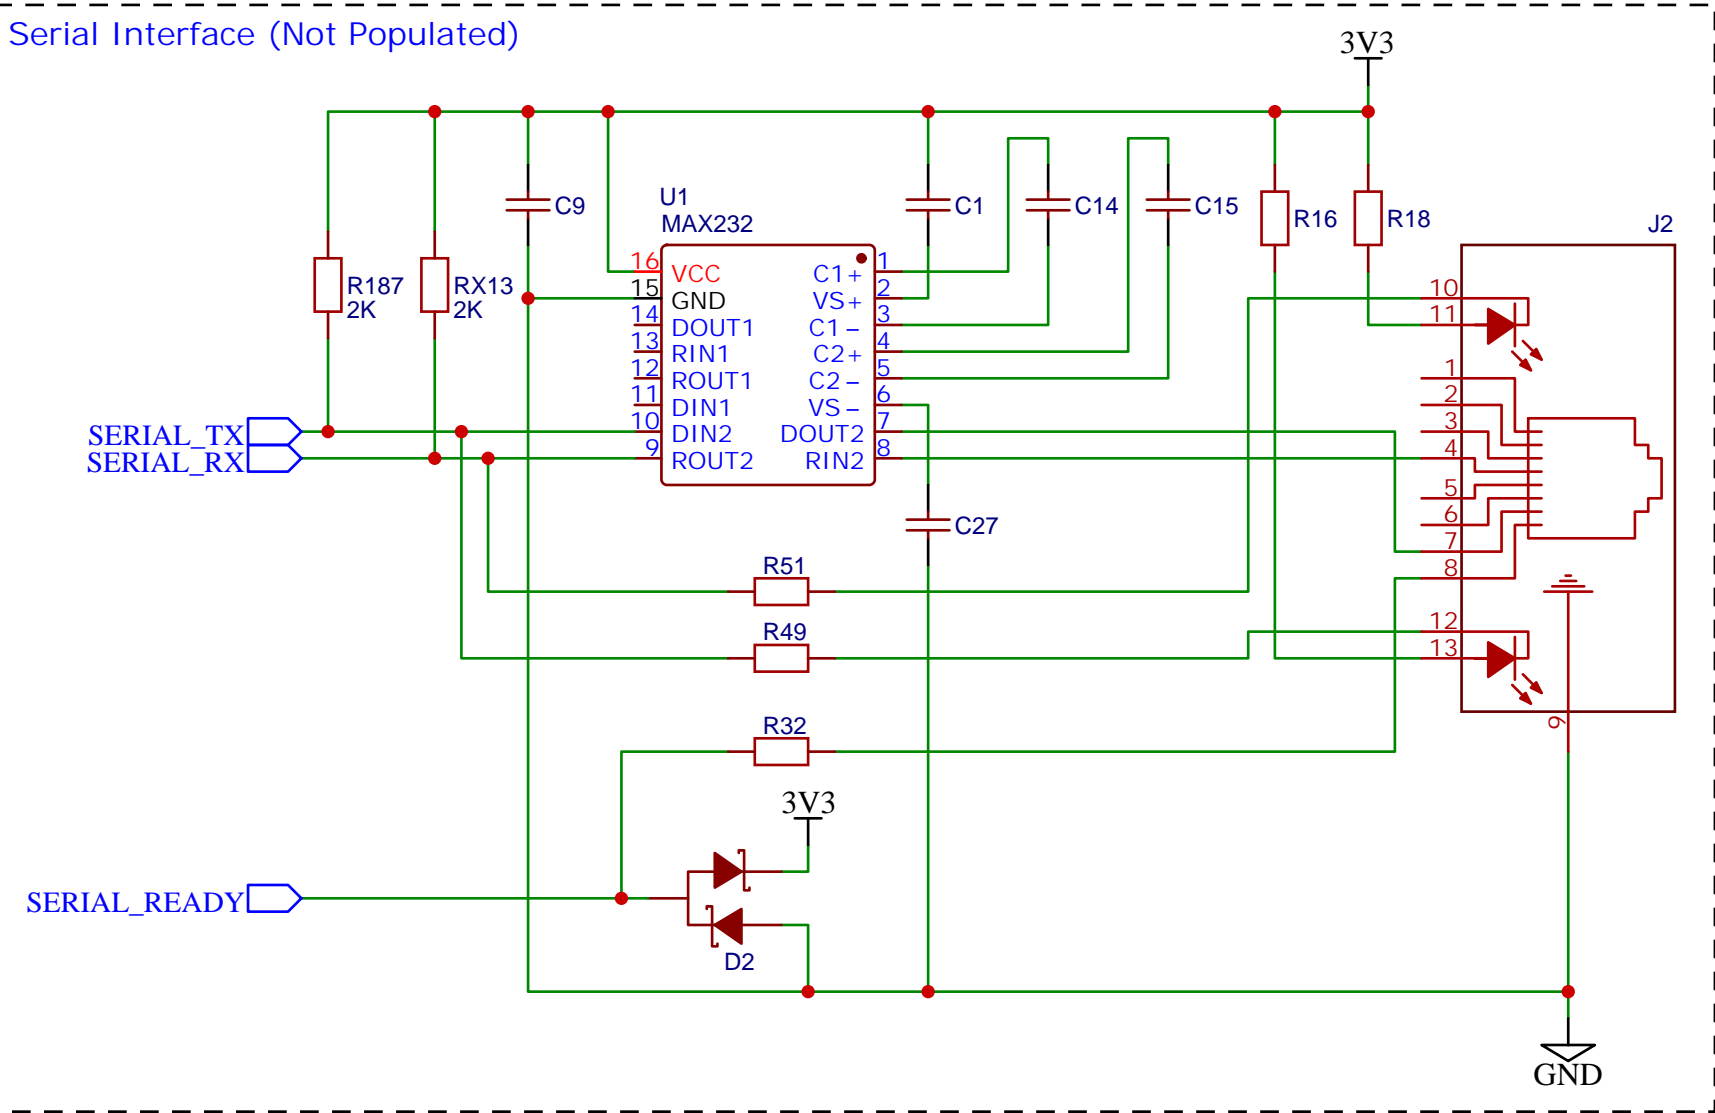 Serial Interface (Not Populated)
3V3
C9
U1
MAX232
C1
C14
C15
R16
R18
J2
R187
2K
RX13
2K
16 VCC
15 GND
14 DOUT1
13 RIN1
12 ROUT1
11 DIN1
10 DIN2
9 ROUT2
C1+ 1
VS+ 2
C1- 3
C2+ 4
C2- 5
VS- 6
DOUT2 7
RIN2 8
10
11
1
2
3
4
5
6
7
8
12
13
9
SERIAL_TX
SERIAL_RX
C27
R51
R49
R32
3V3
SERIAL_READY
D2
GND